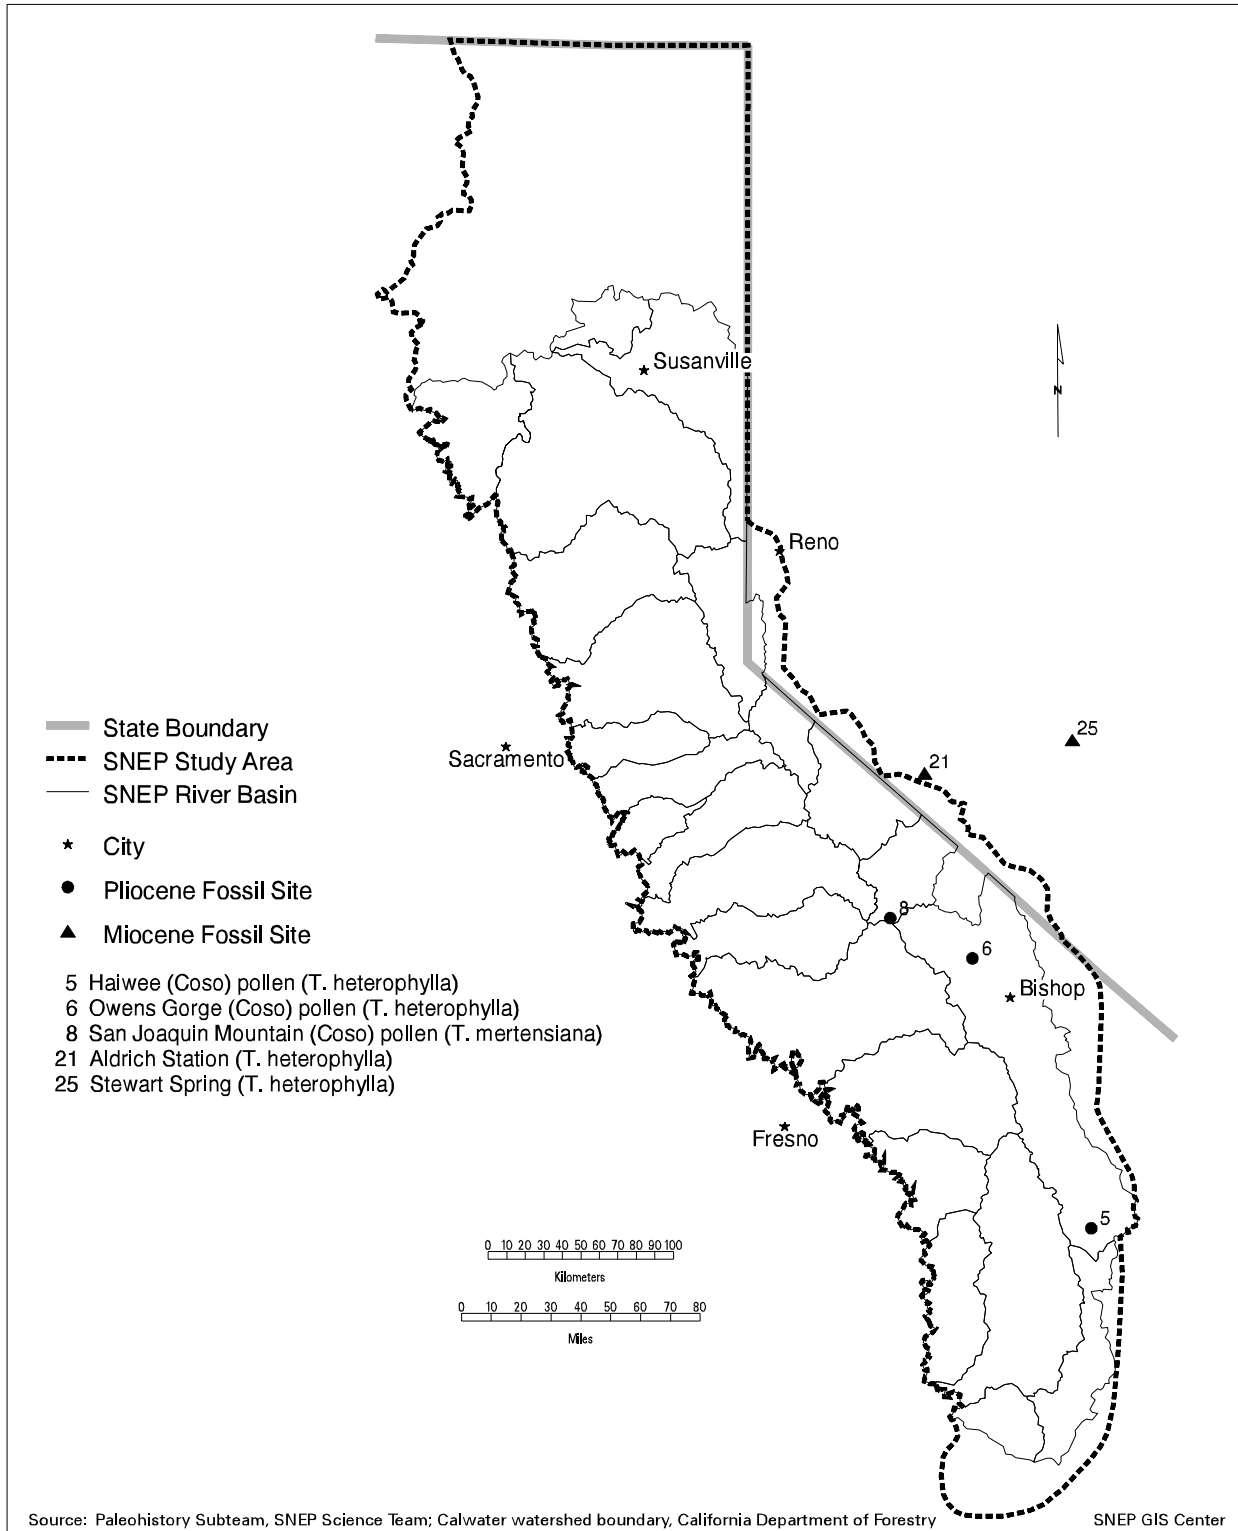 Susanville
N
Reno
25
21
Sacramento
State Boundary
SNEP Study Area
SNEP River Basin
City
Pliocene Fossil Site
Miocene Fossil Site
8
6
Bishop
5 Haiwee (Coso) pollen (T. heterophylla)
6 Owens Gorge (Coso) pollen (T. heterophylla)
8 San Joaquin Mountain (Coso) pollen (T. mertensiana)
21 Aldrich Station (T. heterophylla)
25 Stewart Spring (T. heterophylla)
Fresno
5
0 10 20 30 40 50 60 70 80 90 100
Kilometers
0 10 20 30 40 50 60 70 80
Miles
Source: Paleohistory Subteam, SNEP Science Team; Calwater watershed boundary, California Department of Forestry
SNEP GIS Center